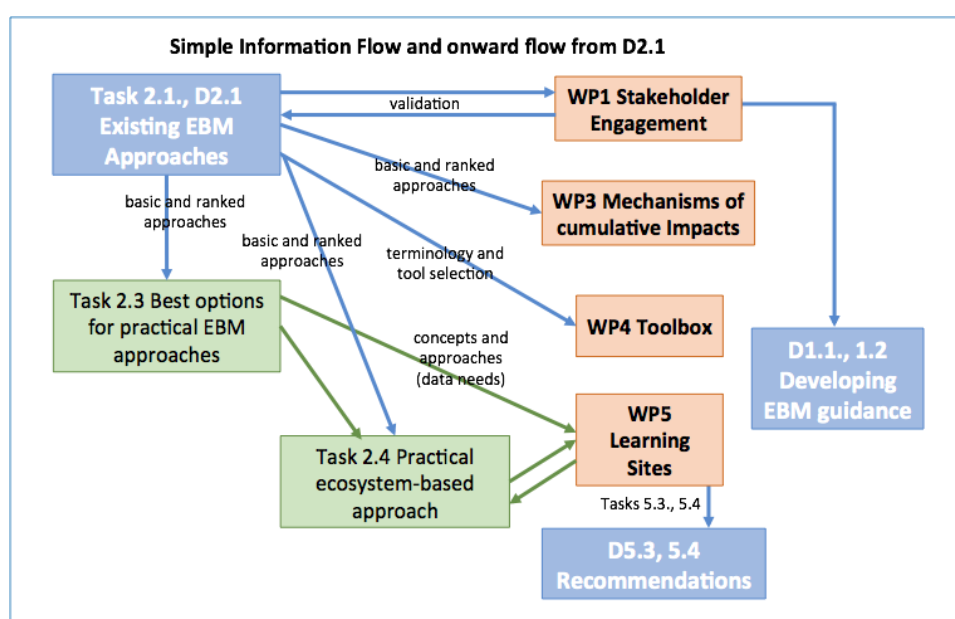 Simple Information Flow and onward flow from D2.1
Task 2.1., D2.1
Existing EBM
Approaches
validation
WP1 Stakeholder
Engagement
basic and ranked
approaches
WP3 Mechanisms of
cumulative Impacts
basic and ranked
approaches
basic and ranked
approaches
terminology and
tool selection
Task 2.3 Best options
for practical EBM
approaches
WP4 Toolbox
concepts and
approaches
(data needs)
D1.1., 1.2
Developing
EBM guidance
WP5
Learning
Sites
Task 2.4 Practical
ecosystem-based
approach
Tasks 5.3., 5.4
D5.3, 5.4
Recommendations